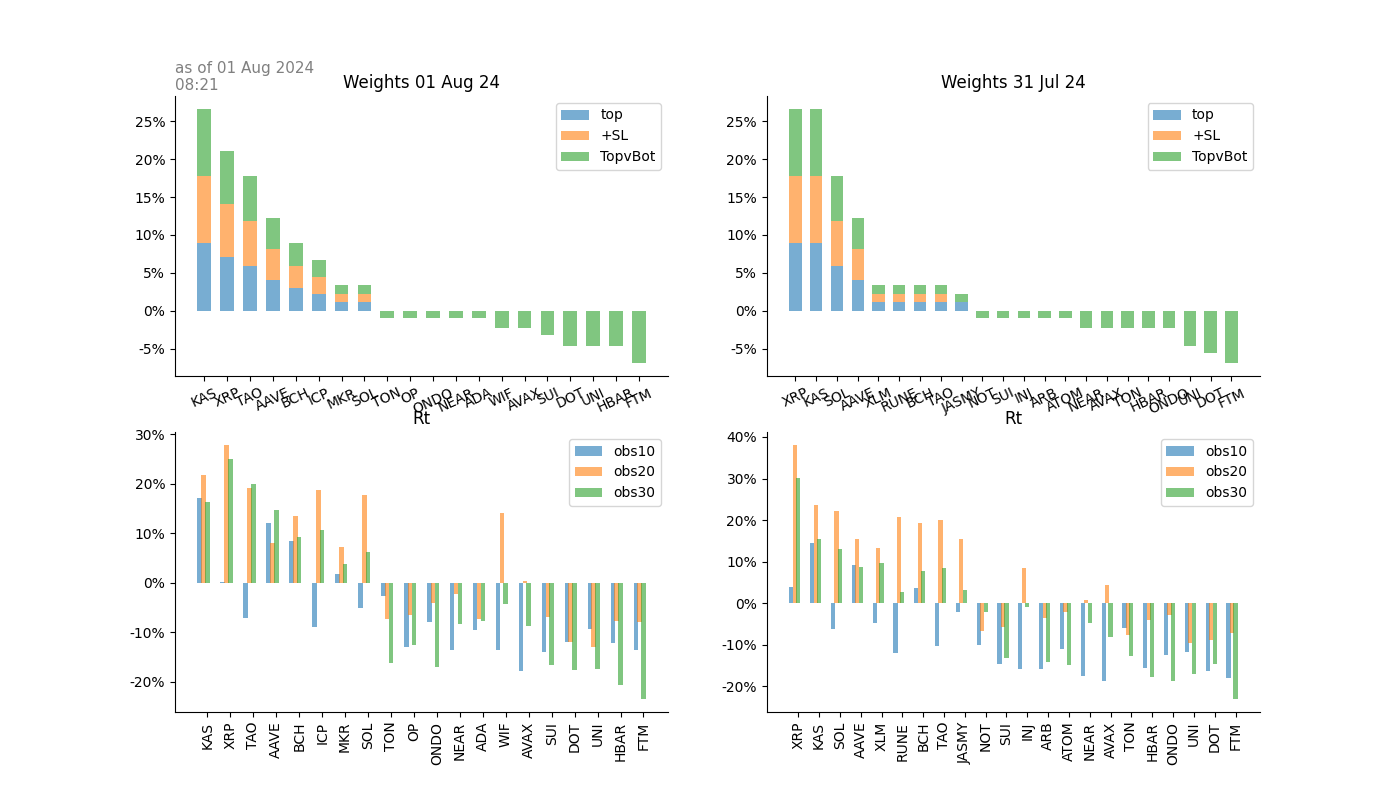 as of 01 Aug 2024
08:21
Weights 01 Aug 24
25%
20%
15%
10%
5%
0%
-5%
top
+SL
TopvBot
KAS XRP TAO AAVE BCH ICP MKR SOL TON OP ONDO NEAR ADA WIF AVAX SUI DOT UNI HBAR FTM
Weights 31 Jul 24
25%
20%
15%
10%
5%
0%
-5%
top
+SL
TopvBot
XRP KAS SOL AAVE XLM RUNE BCH TAO JASMY NOT SUI INJ ARB ATOM NEAR AVAX TON HBAR ONDO UNI DOT FTM
Rt
30%
20%
10%
0%
-10%
-20%
obs10
obs20
obs30
KAS XRP TAO AAVE BCH ICP MKR SOL TON OP ONDO NEAR ADA WIF AVAX SUI DOT UNI HBAR FTM
Rt
40%
30%
20%
10%
0%
-10%
-20%
obs10
obs20
obs30
XRP KAS SOL AAVE XLM RUNE BCH TAO JASMY NOT SUI INJ ARB ATOM NEAR AVAX TON HBAR ONDO UNI DOT FTM